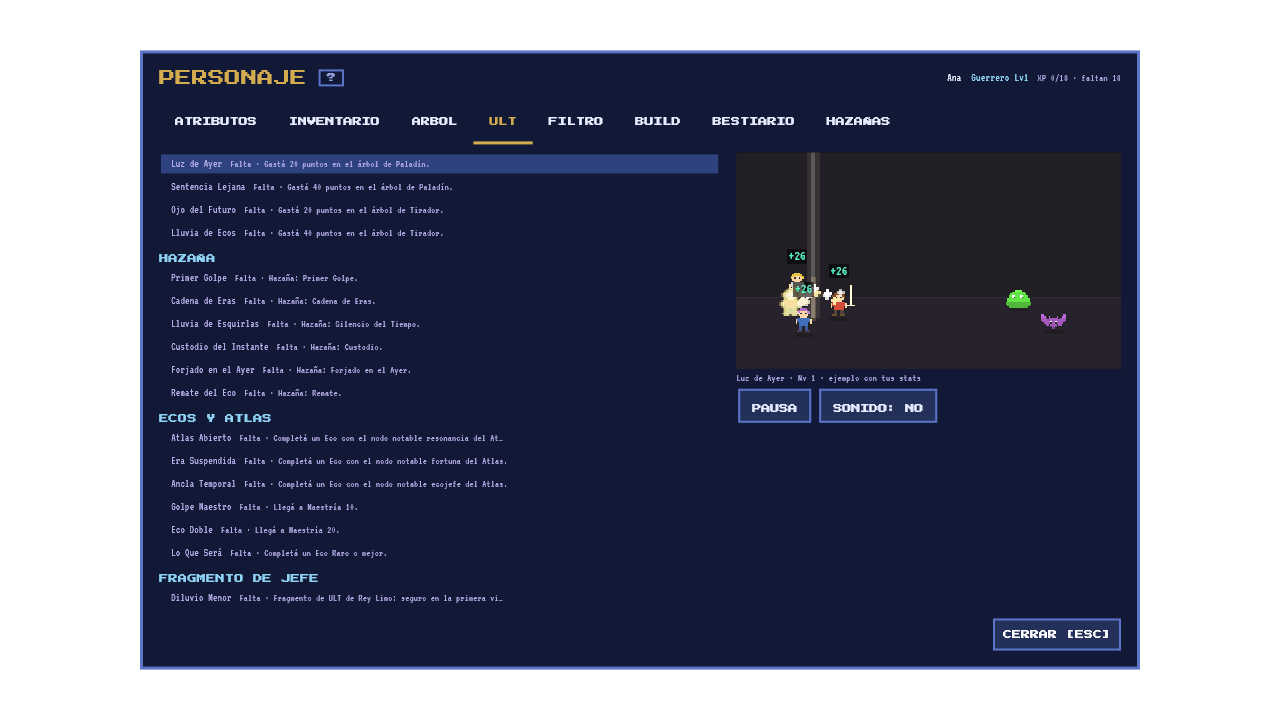 PERSONAJE ?
Ana Guerrero Lv1 XP 0/10 · faltan 10
ATRIBUTOS INVENTARIO ARBOL ULT FILTRO BUILD BESTIARIO HAZAÑAS
Luz de Ayer Falta · Gastá 20 puntos en el árbol de Paladín.
Sentencia Lejana Falta · Gastá 40 puntos en el árbol de Paladín.
Ojo del Futuro Falta · Gastá 20 puntos en el árbol de Tirador.
Lluvia de Ecos Falta · Gastá 40 puntos en el árbol de Tirador.
HAZAÑA
Primer Golpe Falta · Hazaña: Primer Golpe.
Cadena de Eras Falta · Hazaña: Cadena de Eras.
Lluvia de Esquirlas Falta · Hazaña: Silencio del Tiempo.
Custodio del Instante Falta · Hazaña: Custodio.
Forjado en el Ayer Falta · Hazaña: Forjado en el Ayer.
Remate del Eco Falta · Hazaña: Remate.
ECOS Y ATLAS
Atlas Abierto Falta · Completá un Eco con el nodo notable resonancia del At…
Era Suspendida Falta · Completá un Eco con el nodo notable fortuna del Atlas.
Ancla Temporal Falta · Completá un Eco con el nodo notable ecojefe del Atlas.
Golpe Maestro Falta · Llegá a Maestría 10.
Eco Doble Falta · Llegá a Maestría 20.
Lo Que Será Falta · Completá un Eco Raro o mejor.
FRAGMENTO DE JEFE
Diluvio Menor Falta · Fragmento de ULT de Rey Limo: seguro en la primera vi…
+26
+26
+26
Luz de Ayer · Nv 1 · ejemplo con tus stats
PAUSA SONIDO: NO
CERRAR [ESC]